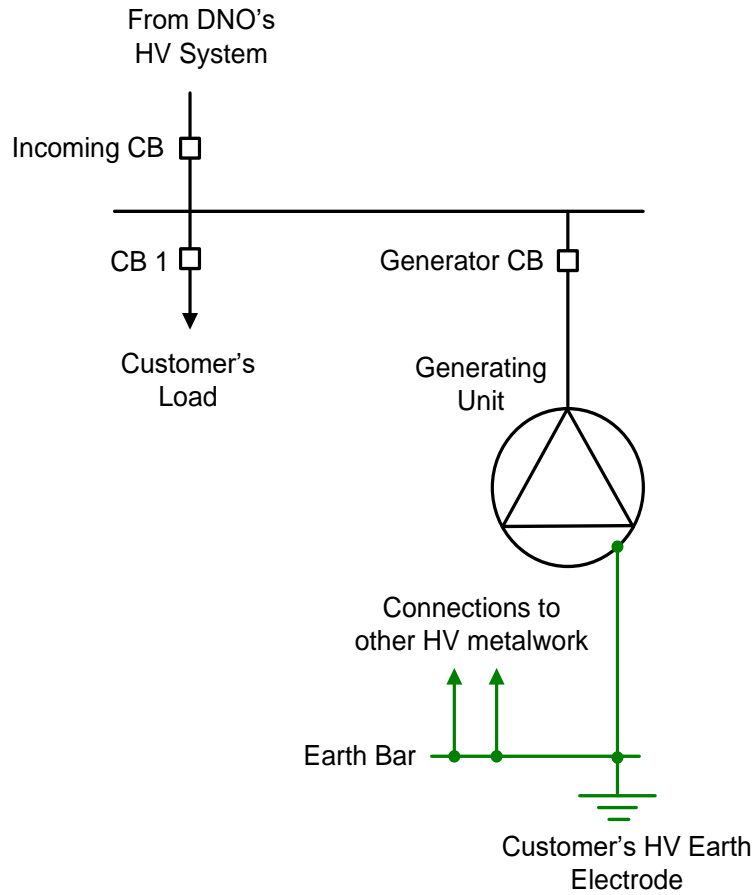 From DNO’s
HV System
Incoming CB
CB 1
Generator CB
Customer’s
Load
Generating
Unit
Connections to
other HV metalwork
Earth Bar
Customer’s HV Earth
Electrode